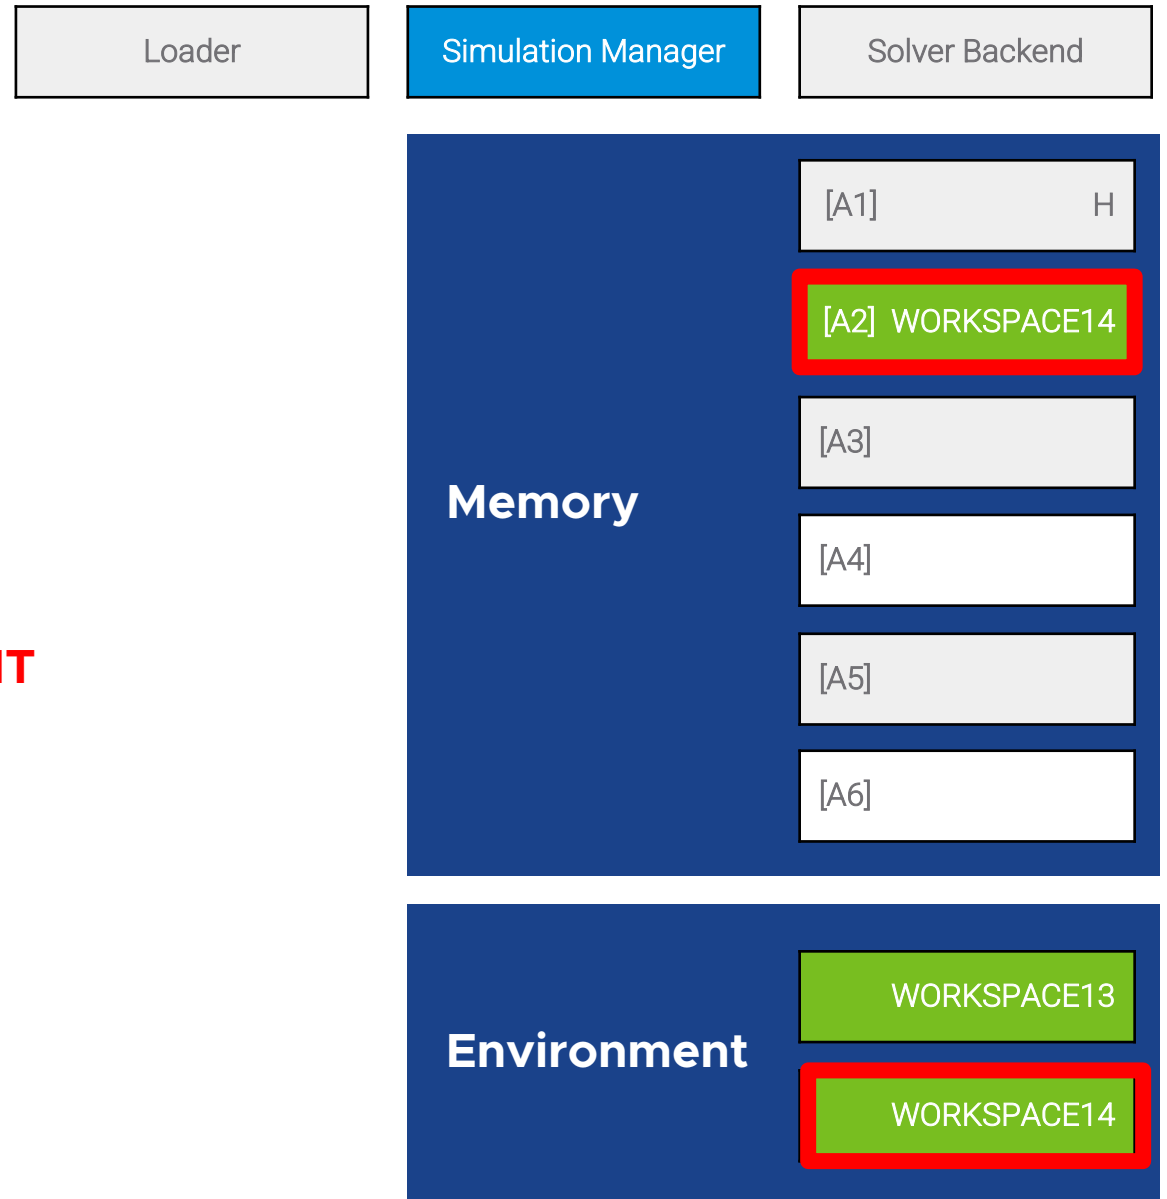 Loader
Simulation Manager
Solver Backend
[A1] H
[A2] WORKSPACE14
[A3]
Memory
[A4]
[A5]
[A6]
WORKSPACE13
Environment
WORKSPACE14